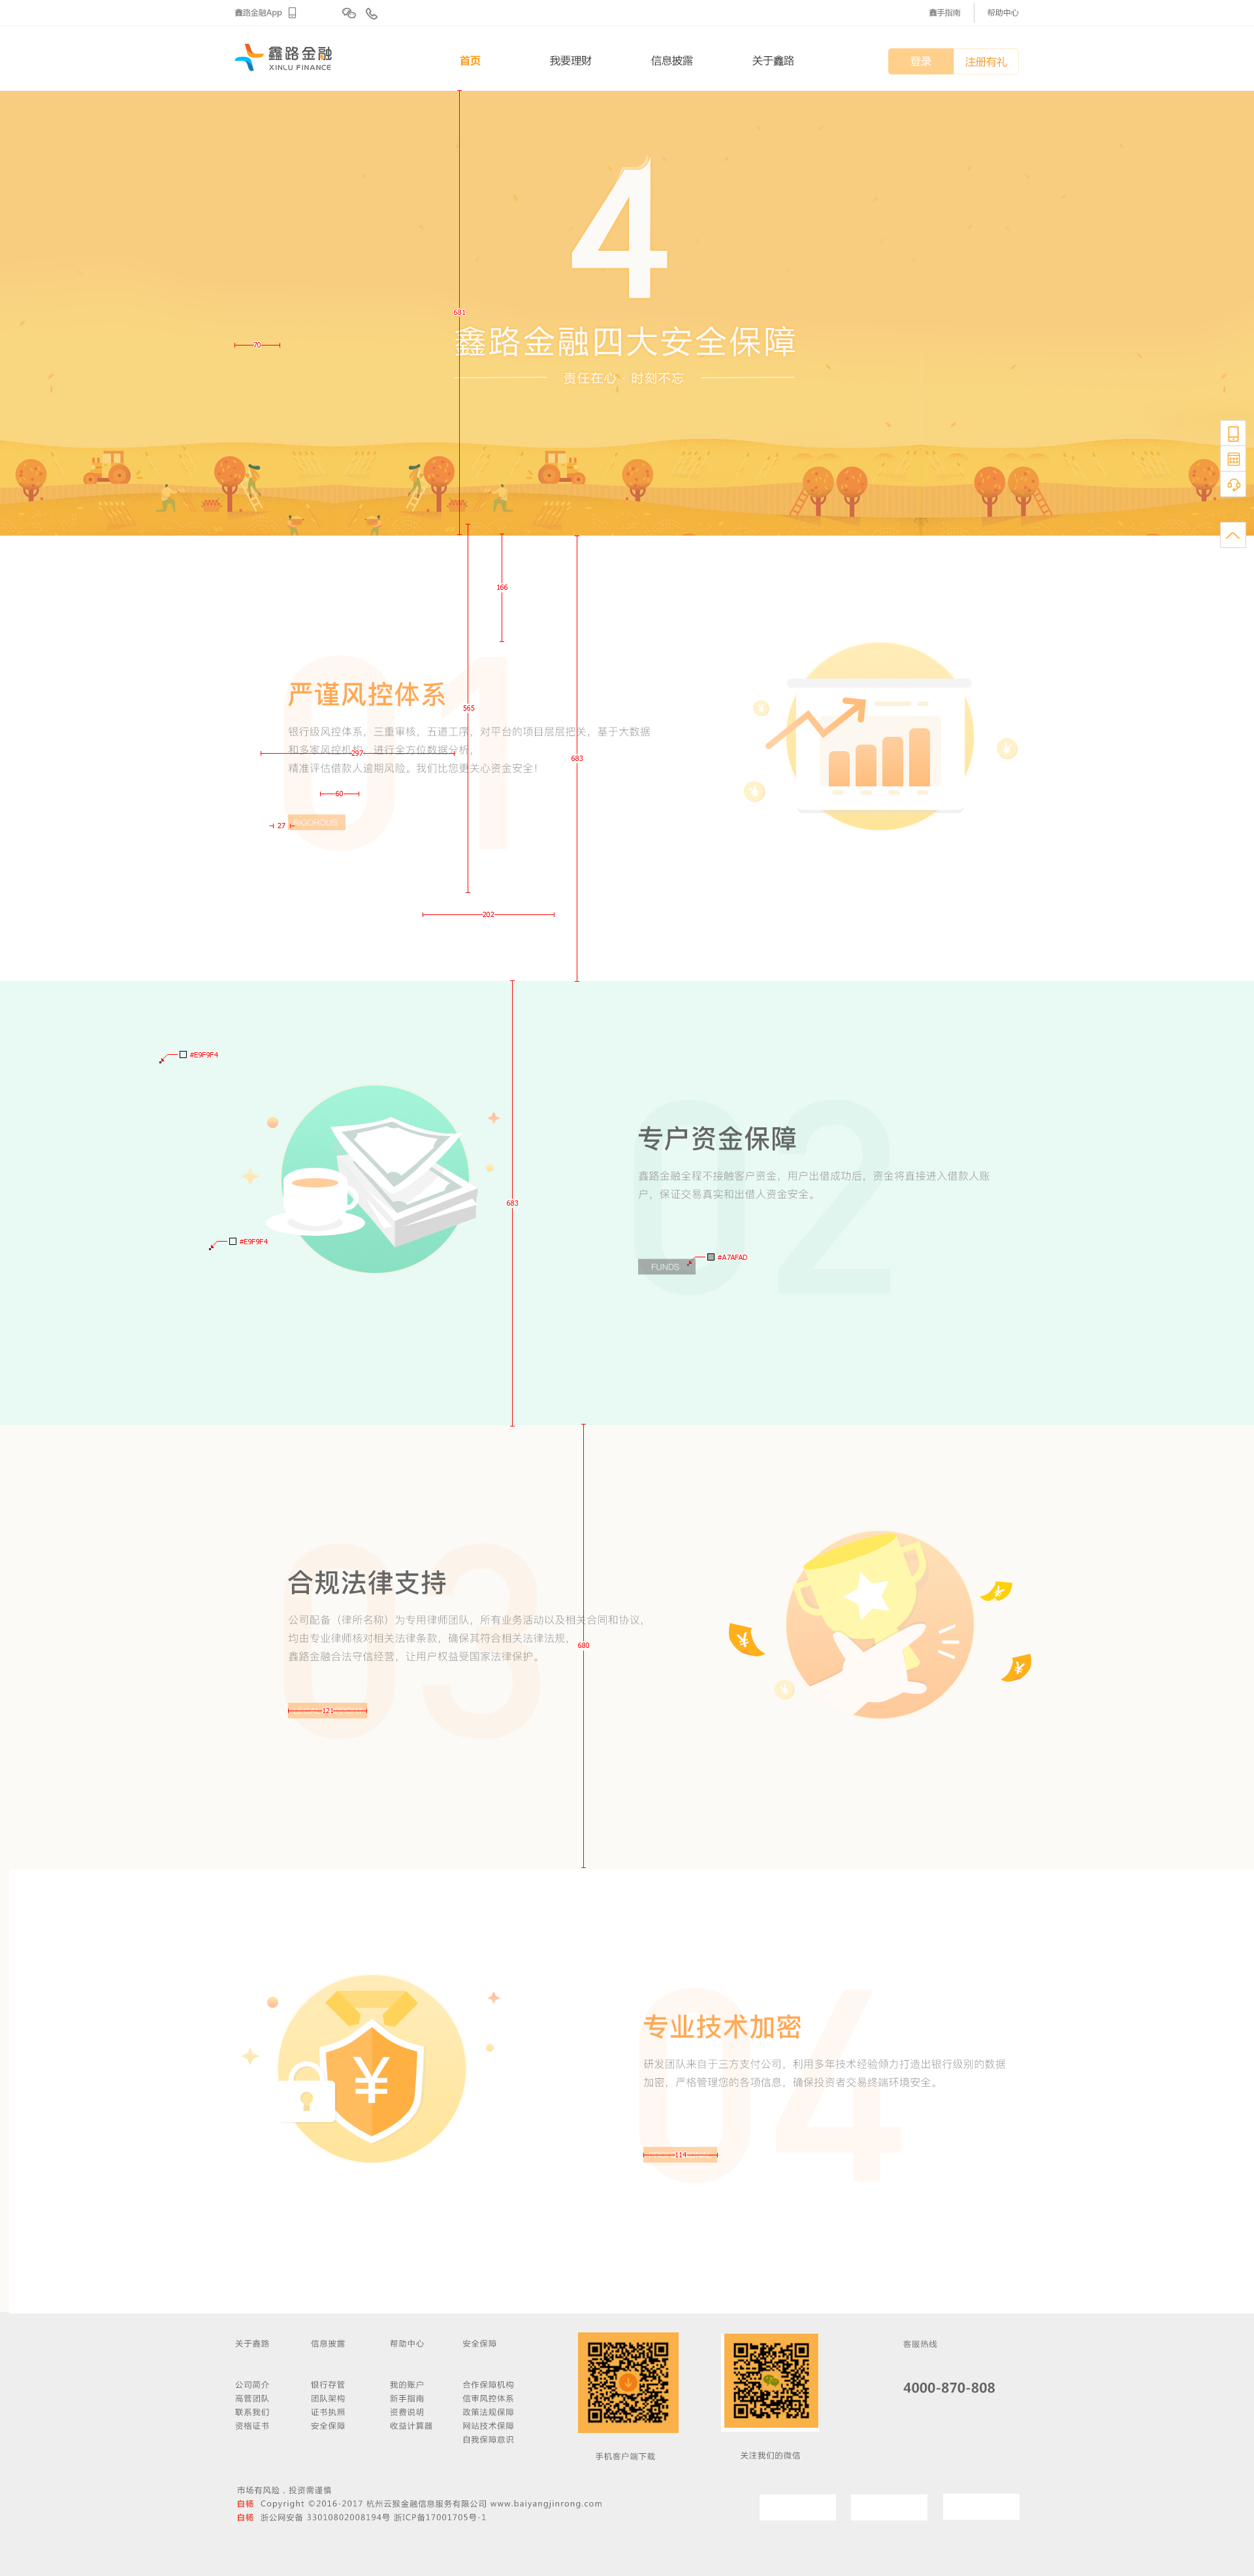 鑫路金融App
鑫手指南
帮助中心
鑫路金融
XINLU FINANCE
首页
我要理财
信息披露
关于鑫路
登录
注册有礼
4
681
鑫路金融四大安全保障
70
责任在心 · 时刻不忘
166
01
严谨风控体系
565
银行级风控体系，三重审核，五道工序，对平台的项目层层把关，基于大数据
和多家风控机构，进行全方位数据分析，
297
683
精准评估借款人逾期风险。我们比您更关心资金安全！
60
27
202
#E9F9F4
02
专户资金保障
鑫路金融全程不接触客户资金，用户出借成功后，资金将直接进入借款人账
户，保证交易真实和出借人资金安全。
683
#E9F9F4
#A7AFAD
FUNDS
03
合规法律支持
公司配备（律所名称）为专用律师团队，所有业务活动以及相关合同和协议，
均由专业律师核对相关法律条款，确保其符合相关法律法规，
680
鑫路金融合法守信经营，让用户权益受国家法律保护。
121
04
专业技术加密
¥
研发团队来自于三方支付公司，利用多年技术经验倾力打造出银行级别的数据
加密，严格管理您的各项信息，确保投资者交易终端环境安全。
114
关于鑫路
信息披露
帮助中心
安全保障
客服热线
公司简介
银行存管
我的账户
合作保障机构
4000-870-808
高管团队
团队架构
新手指南
信审风控体系
联系我们
证书执照
资费说明
政策法规保障
资格证书
安全保障
收益计算器
网站技术保障
自我保障意识
手机客户端下载
关注我们的微信
市场有风险，投资需谨慎
白杨 Copyright ©2016-2017 杭州云猴金融信息服务有限公司 www.baiyangjinrong.com
白杨 浙公网安备 33010802008194号 浙ICP备17001705号-1